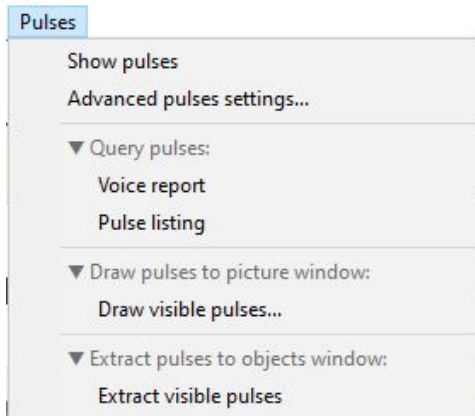 Pulses
Show pulses
Advanced pulses settings...
▼ Query pulses:
Voice report
Pulse listing
▼ Draw pulses to picture window:
Draw visible pulses...
▼ Extract pulses to objects window:
Extract visible pulses